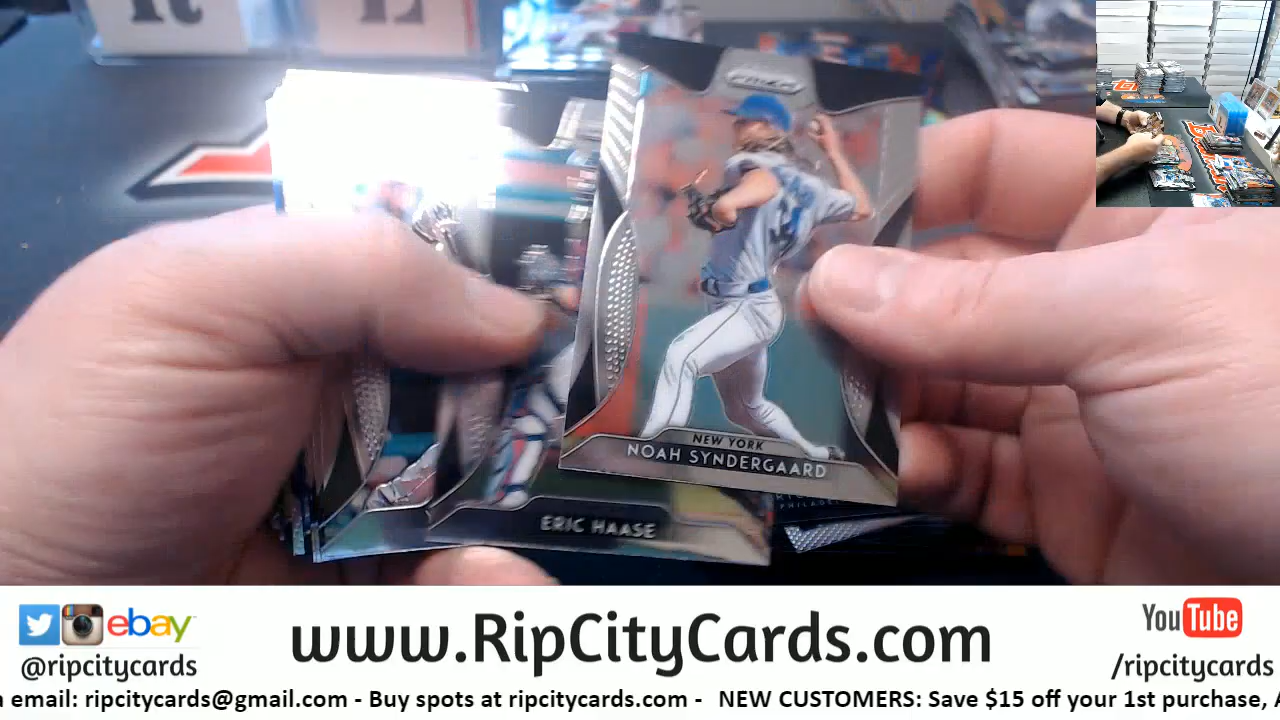 PRIZM
NEW YORK
NOAH SYNDERGAARD
ERIC HAASE
ebay
@ripcitycards
www.RipCityCards.com
YouTube
/ripcitycards
email: ripcitycards@gmail.com - Buy spots at ripcitycards.com - NEW CUSTOMERS: Save $15 off your 1st purchase,